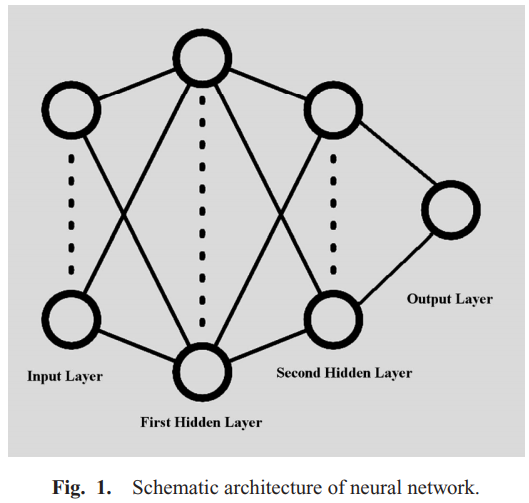 Output Layer
Input Layer
Second Hidden Layer
First Hidden Layer
Fig. 1. Schematic architecture of neural network.